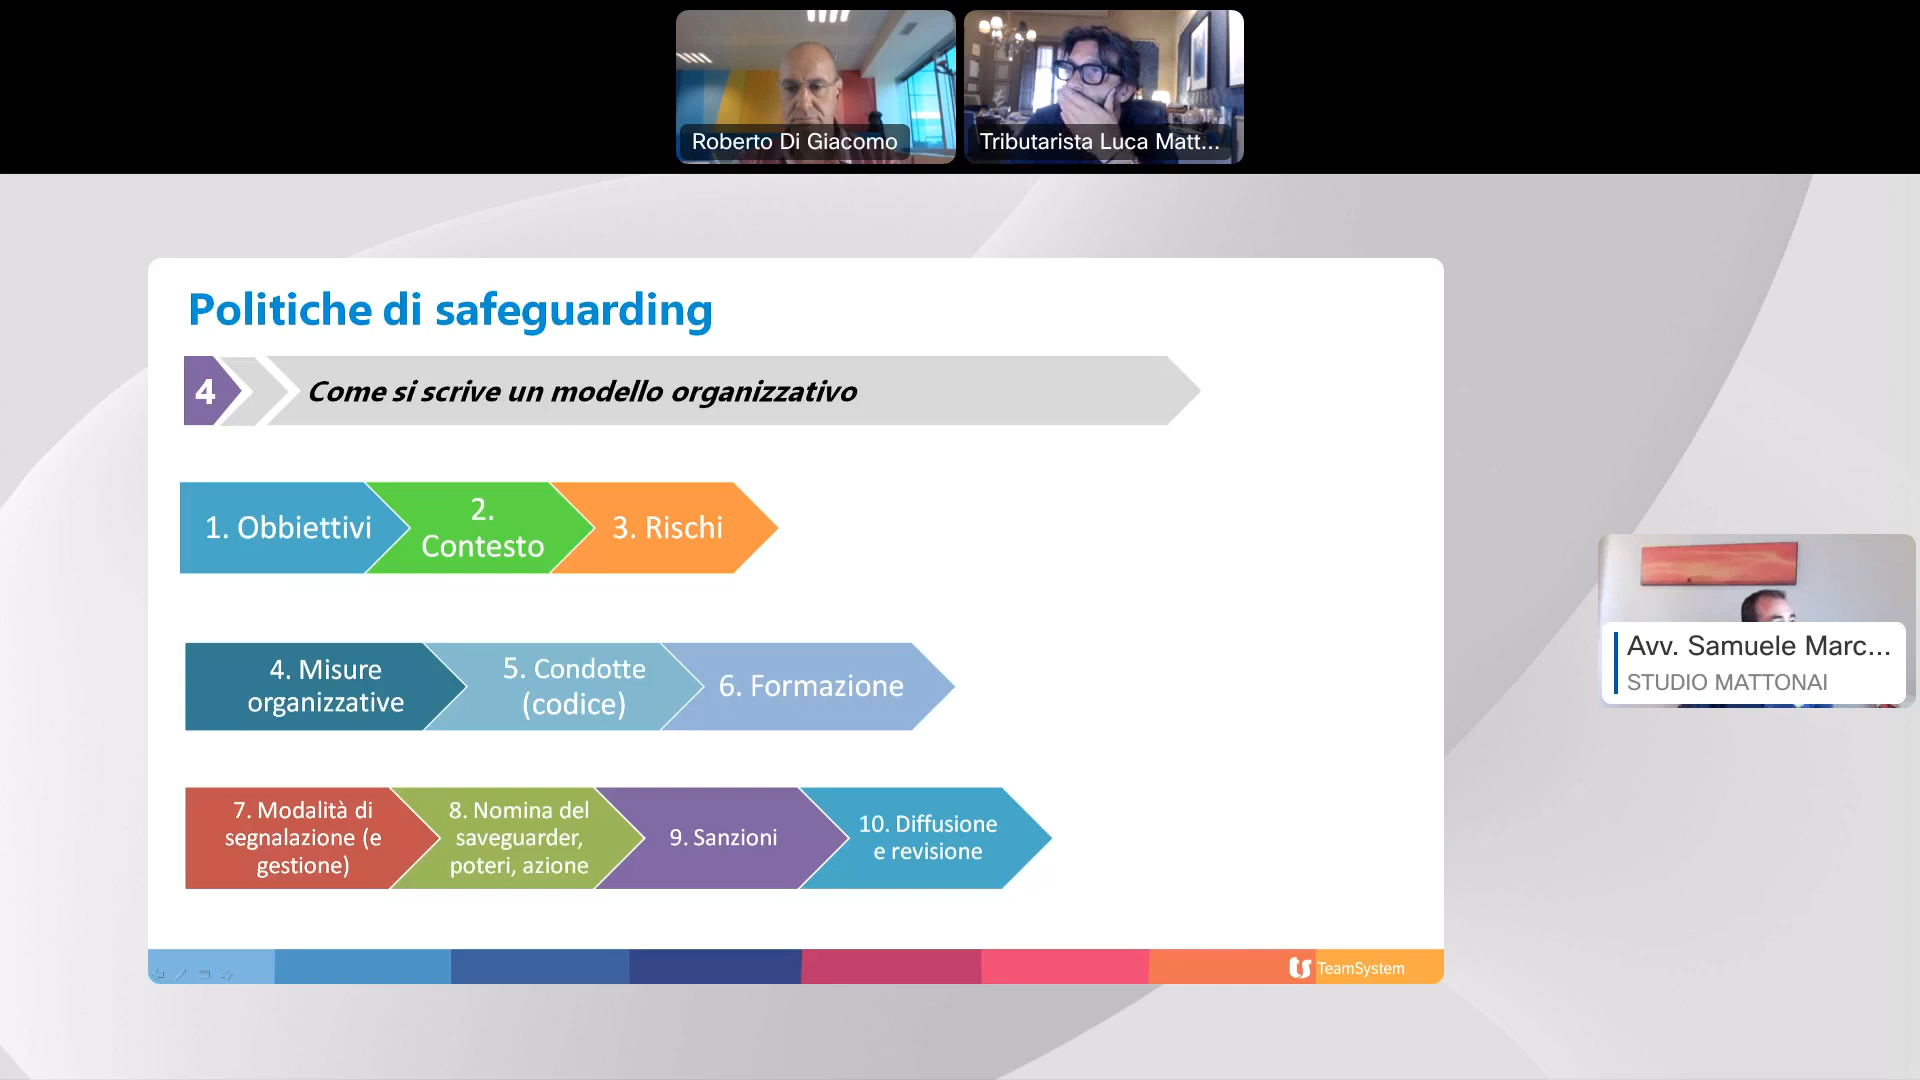 Roberto Di Giacomo
Tributarista Luca Matt...
Politiche di safeguarding
4
Come si scrive un modello organizzativo
1. Obbiettivi
2.
Contesto
3. Rischi
4. Misure
organizzative
5. Condotte
(codice)
6. Formazione
7. Modalità di
segnalazione (e
gestione)
8. Nomina del
saveguarder,
poteri, azione
9. Sanzioni
10. Diffusione
e revisione
Avv. Samuele Marc...
STUDIO MATTONAI
TeamSystem